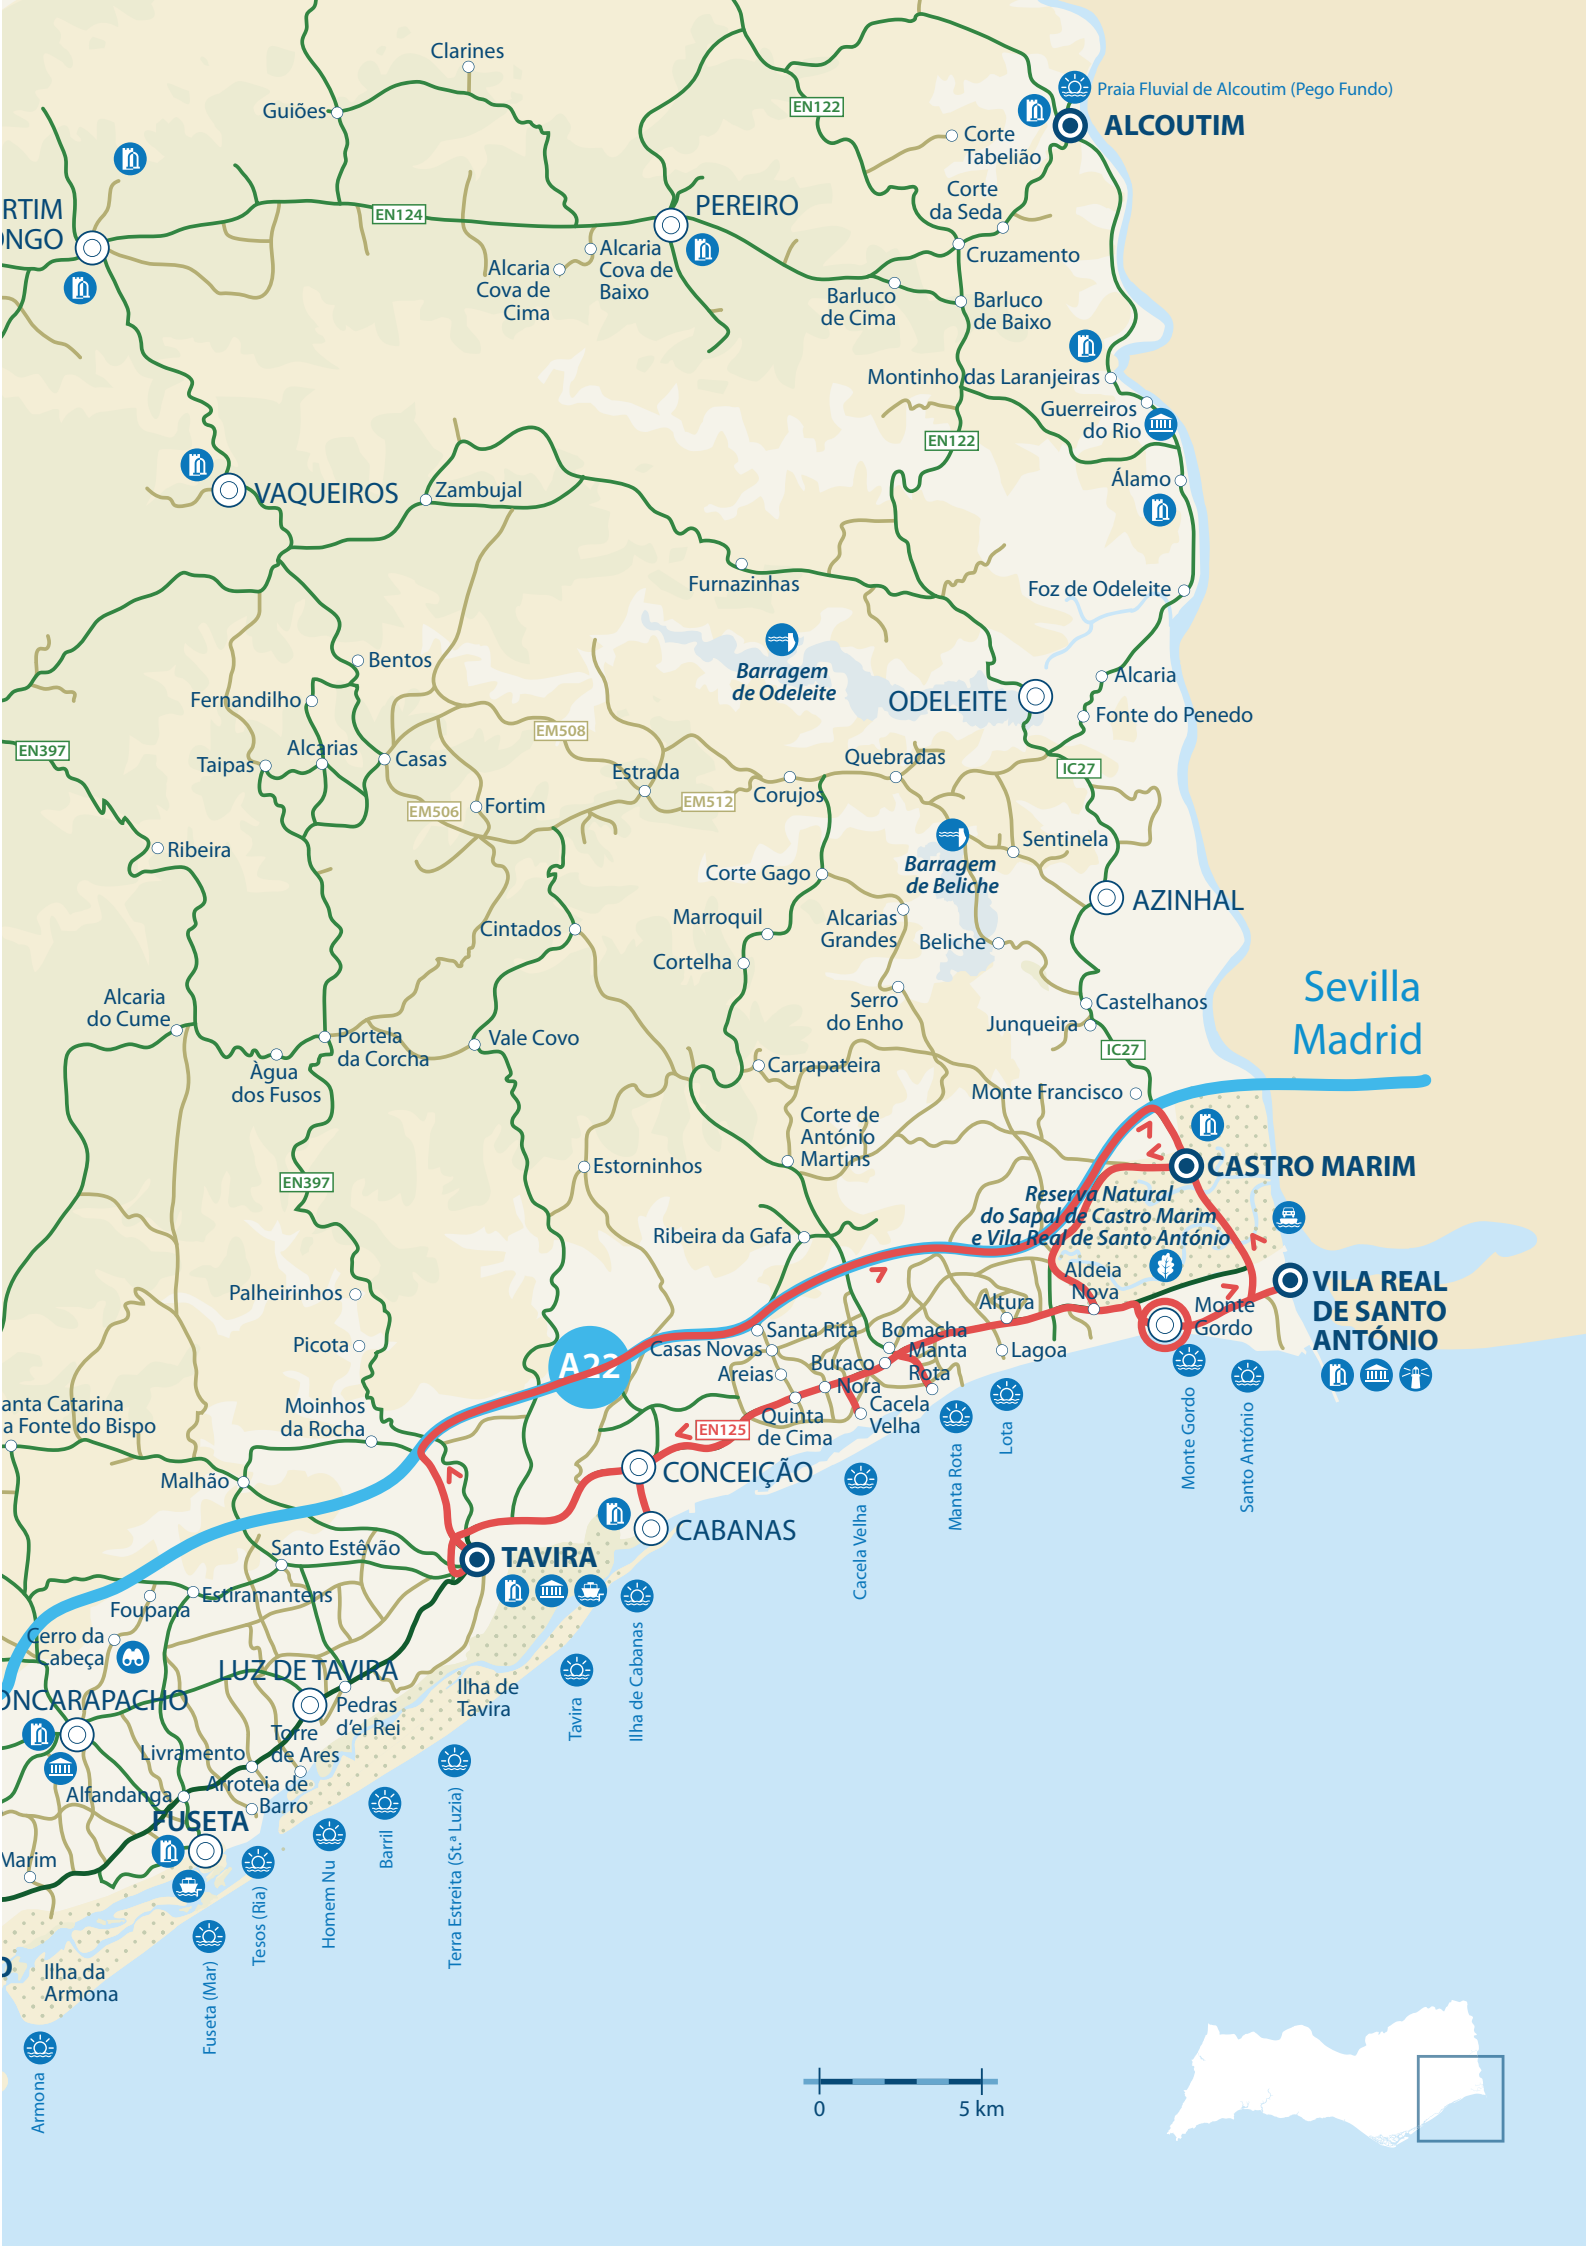 Clarines
Guiões
EN122
Praia Fluvial de Alcoutim (Pego Fundo)
ALCOUTIM
Corte
Tabelião
Corte
da Seda
RTIM
ONGO
EN124
PEREIRO
Alcaria
Cova de
Baixo
Alcaria
Cova de
Cima
Cruzamento
Barluco
de Cima
Barluco
de Baixo
Montinho das Laranjeiras
Guerreiros
do Rio
EN122
Álamo
VAQUEIROS
Zambujal
Furnazinhas
Foz de Odeleite
Bentos
Barragem
de Odeleite
Fernandilho
ODELEITE
Alcaria
Fonte do Penedo
EN397
EM508
Alcarias
Taipas
Casas
Quebradas
Estrada
IC27
Corujos
EM506
Fortim
EM512
Ribeira
Sentinela
Barragem
de Beliche
Corte Gago
AZINHAL
Marroquil
Alcarias
Grandes
Cintados
Beliche
Cortelha
Sevilla
Madrid
Alcaria
do Cume
Serro
do Enho
Castelhanos
Junqueira
Portela
da Corcha
Vale Covo
IC27
Àgua
dos Fusos
Carrapateira
Monte Francisco
Corte de
António
Martins
Estorninhos
CASTRO MARIM
EN397
Reserva Natural
do Sapal de Castro Marim
e Vila Real de Santo António
Ribeira da Gafa
Aldeia
Nova
Palheirinhos
VILA REAL
DE SANTO
ANTÓNIO
Altura
Monte
Gordo
Picota
Santa Rita
Bomacha
Casas Novas
Manta
Rota
Lagoa
A22
Areias
Buraco
Nora
anta Catarina
a Fonte do Bispo
Moinhos
da Rocha
Quinta
de Cima
Cacela
Velha
EN125
Lota
Monte Gordo
Santo António
Manta Rota
Cacela Velha
CONCEIÇÃO
Malhão
CABANAS
Santo Estêvão
TAVIRA
Estiramantens
Foupana
Cerro da
Cabeça
LUZ DE TAVIRA
Ilha de
Tavira
Tavira
Ilha de Cabanas
ONCARAPACHO
Pedras
d'el Rei
Torre
de Ares
Livramento
Arroteia de
Barro
Alfandanga
FUSETA
Marim
Barril
Terra Estreita (St.ª Luzia)
Homem Nu
Tesos (Ria)
Fuseta (Mar)
O
Ilha da
Armona
Armona
0
5 km